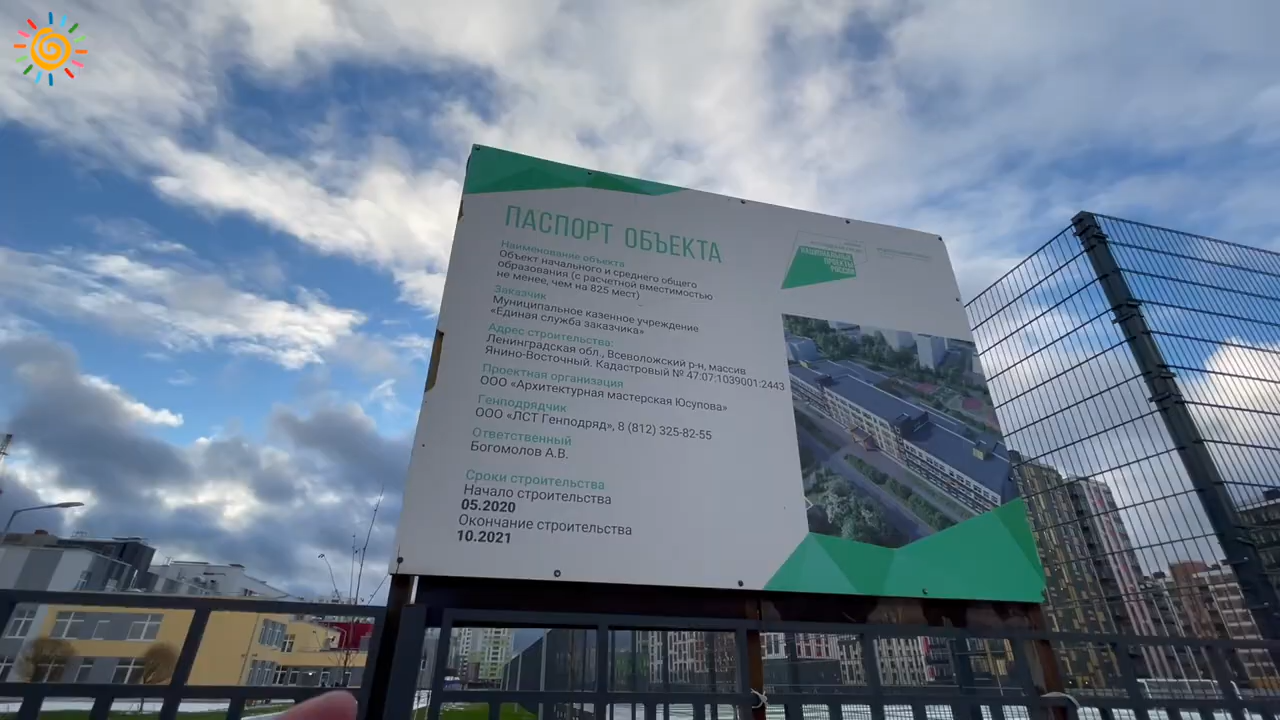 ПАСПОРТ ОБЪЕКТА
Наименование объекта
Объект начального и среднего общего
образования (с расчетной вместимостью
не менее, чем на 825 мест)
Заказчик
Муниципальное казенное учреждение
«Единая служба заказчика»
Адрес строительства:
Ленинградская обл., Всеволожский р-н, массив
Янино-Восточный. Кадастровый № 47:07:1039001:2443
Проектная организация
ООО «Архитектурная мастерская Юсупова»
Генподрядчик
ООО «ЛСТ Генподряд», 8 (812) 325-82-55
Ответственный
Богомолов А.В.
Сроки строительства
Начало строительства
05.2020
Окончание строительства
10.2021
НАЦИОНАЛЬНЫЕ
ПРОЕКТЫ
РОССИИ